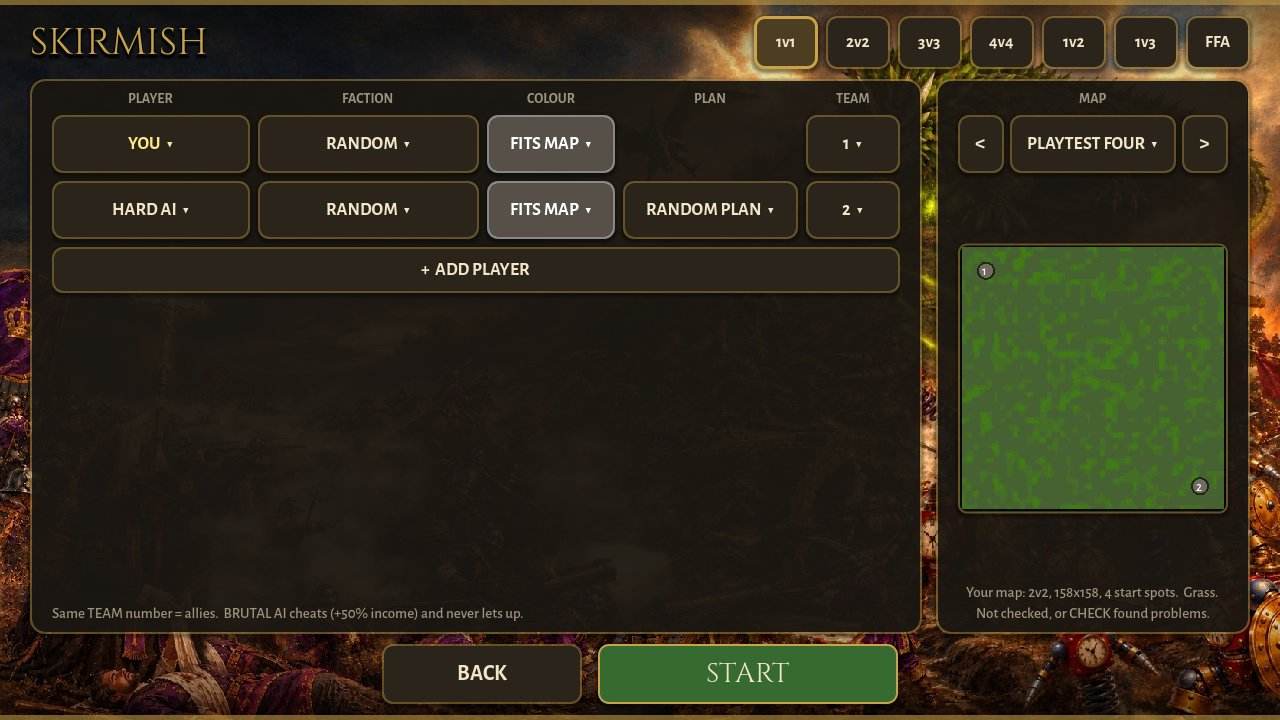 SKIRMISH
1v1 2v2 3v3 4v4 1v2 1v3 FFA
PLAYER FACTION COLOUR PLAN TEAM
YOU ▾ RANDOM ▾ FITS MAP ▾ 1 ▾
HARD AI ▾ RANDOM ▾ FITS MAP ▾ RANDOM PLAN ▾ 2 ▾
+ ADD PLAYER
Same TEAM number = allies. BRUTAL AI cheats (+50% income) and never lets up.
MAP
< PLAYTEST FOUR ▾ >
1
2
Your map: 2v2, 158x158, 4 start spots. Grass.
Not checked, or CHECK found problems.
BACK START